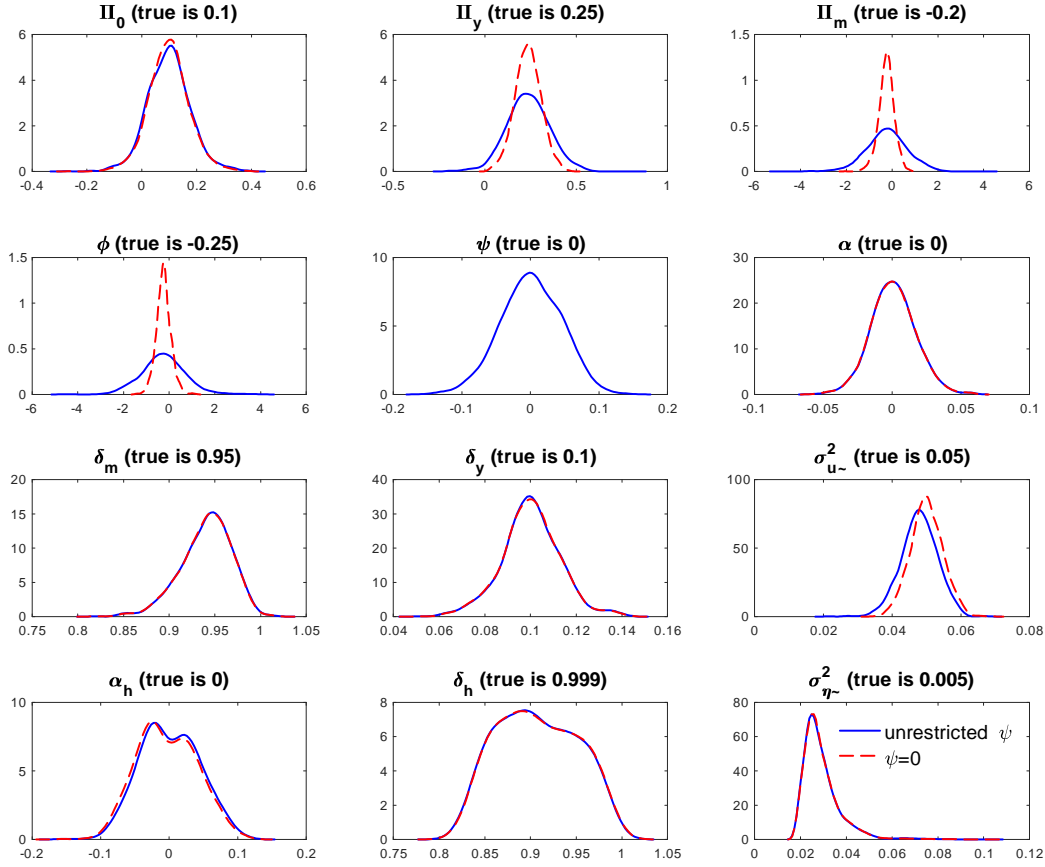 Π_0 (true is 0.1)
Π_y (true is 0.25)
Π_m (true is -0.2)
6
4
2
0
-0.4 -0.2 0 0.2 0.4 0.6
6
4
2
0
-0.5 0 0.5 1
1.5
1
0.5
0
-6 -4 -2 0 2 4 6
ϕ (true is -0.25)
ψ (true is 0)
α (true is 0)
1.5
1
0.5
0
-6 -4 -2 0 2 4 6
10
5
0
-0.2 -0.1 0 0.1 0.2
30
20
10
0
-0.1 -0.05 0 0.05 0.1
δ_m (true is 0.95)
δ_y (true is 0.1)
σ²_u~ (true is 0.05)
20
15
10
5
0
0.75 0.8 0.85 0.9 0.95 1 1.05
40
30
20
10
0
0.04 0.06 0.08 0.1 0.12 0.14 0.16
100
50
0
0 0.02 0.04 0.06 0.08
α_h (true is 0)
δ_h (true is 0.999)
σ²_η~ (true is 0.005)
10
5
0
-0.2 -0.1 0 0.1 0.2
8
6
4
2
0
0.75 0.8 0.85 0.9 0.95 1 1.05
80
60
40
20
0
0 0.02 0.04 0.06 0.08 0.1 0.12
unrestricted ψ
ψ=0